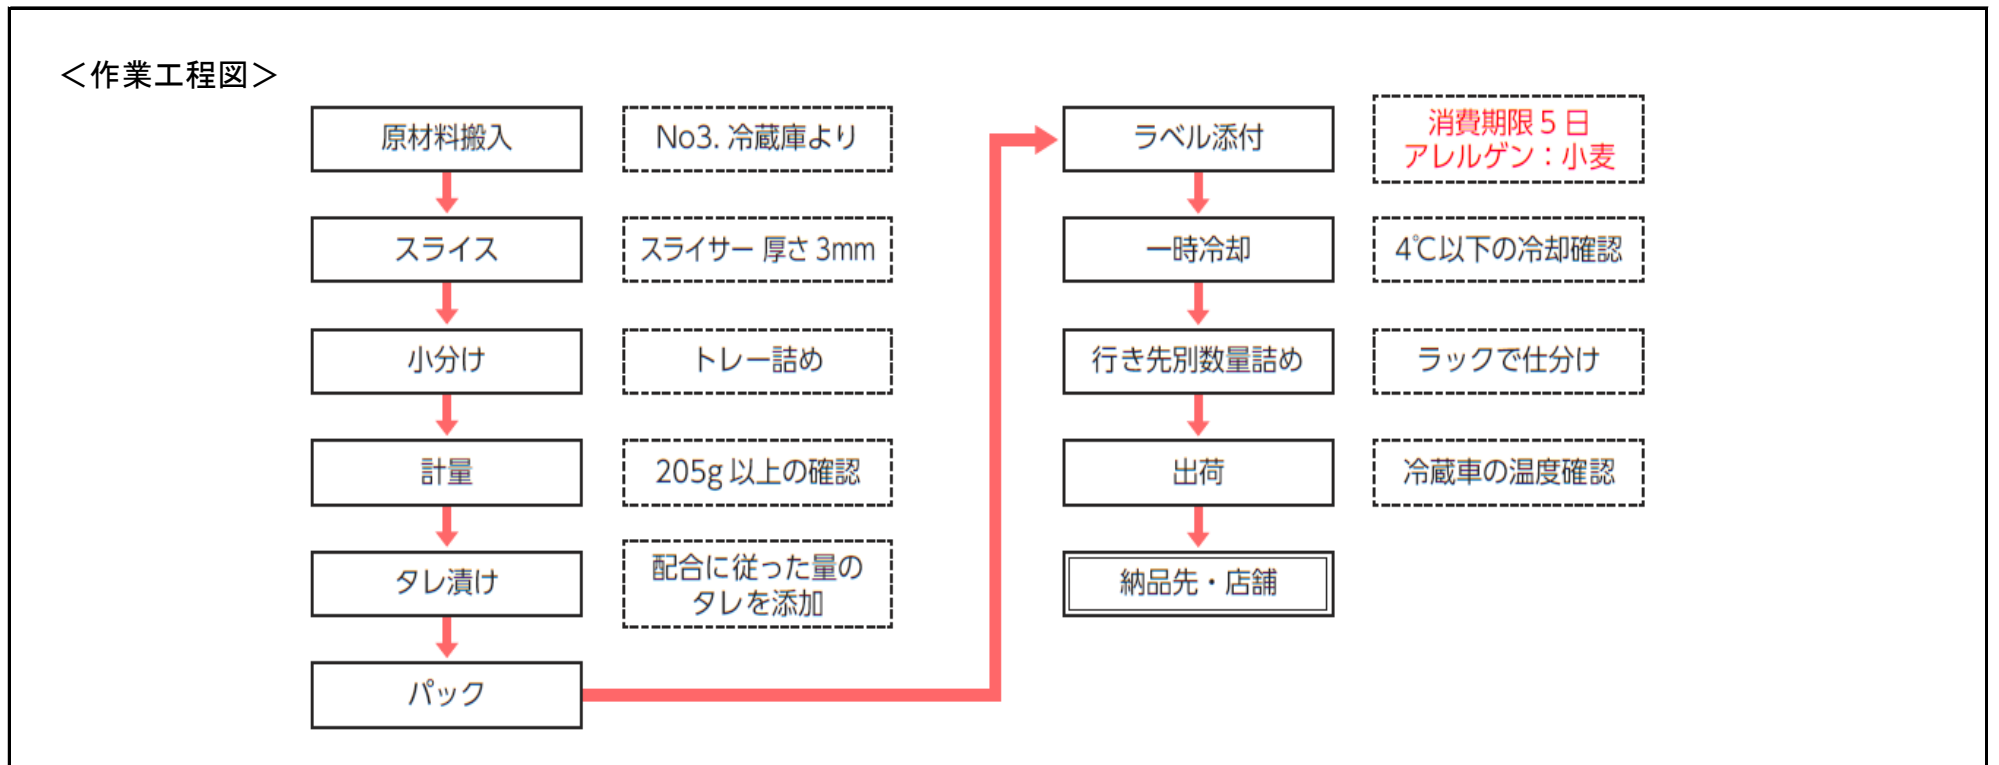 ＜作業工程図＞
原材料搬入
No3. 冷蔵庫より
スライス
スライサー 厚さ 3mm
小分け
トレー詰め
計量
205g 以上の確認
タレ漬け
配合に従った量の
タレを添加
パック
ラベル添付
消費期限 5 日
アレルゲン：小麦
一時冷却
4℃以下の冷却確認
行き先別数量詰め
ラックで仕分け
出荷
冷蔵車の温度確認
納品先・店舗